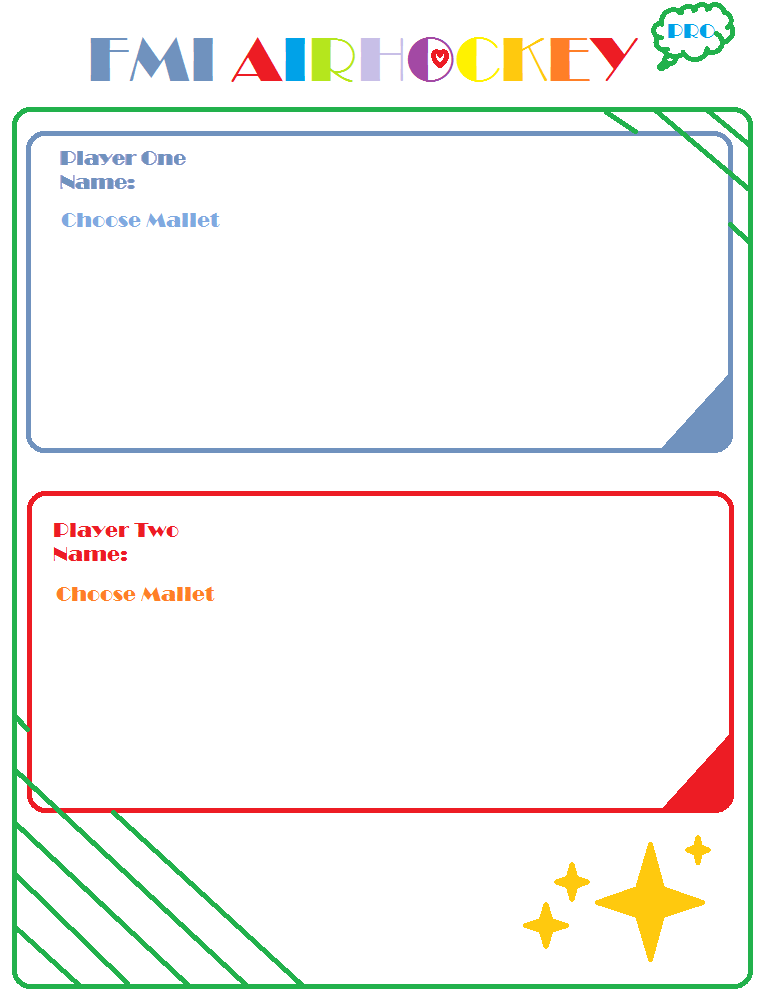 FMI AIRHOCKEY
PRO
Player One
Name:
Choose Mallet
Player Two
Name:
Choose Mallet